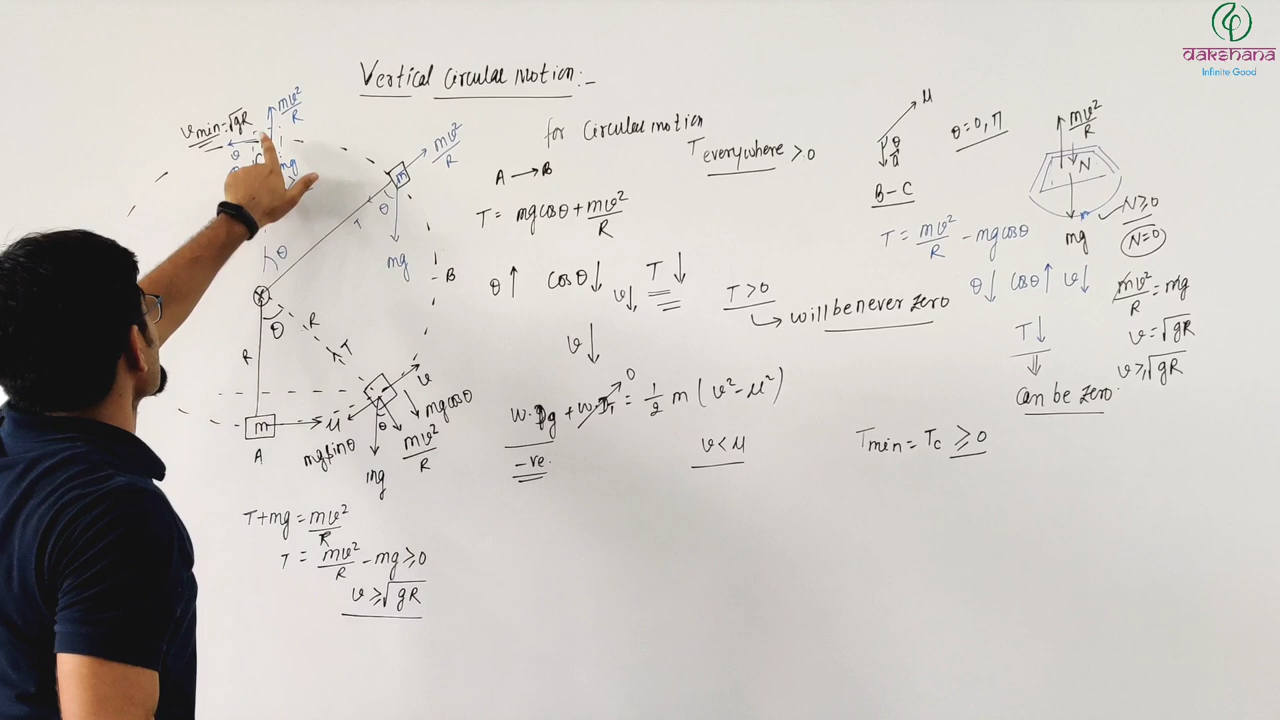 dakshana
Infinite Good
Vertical Circular Motion:-
v min = √gR
mv²/R
v
C
mg
mv²/R
m
T
θ
mg
θ
B
θ
R
T
R
v
mgcosθ
m
u
mgsinθ
θ
mv²/R
A
mg
T+mg = mv²/R
T = mv²/R - mg ≥ 0
v ≥ √gR
for Circular motion
T everywhere > 0
A → B
T = mgcosθ + mv²/R
θ↑ cosθ↓ v↓ T↓
T > 0
↳ will be never zero
v↓
= 1/2 m (v² - u²)
0
-ve.
v < u
u
θ
θ = 0, π
B - C
T = mv²/R - mgcosθ
θ↓ cosθ↑ v↓
T↓
⇓
can be zero.
Tmin = Tc ≥ 0
mv²/R
N
mg
N ≥ 0
N = 0
mv²/R = mg
v = √gR
v ≥ √gR